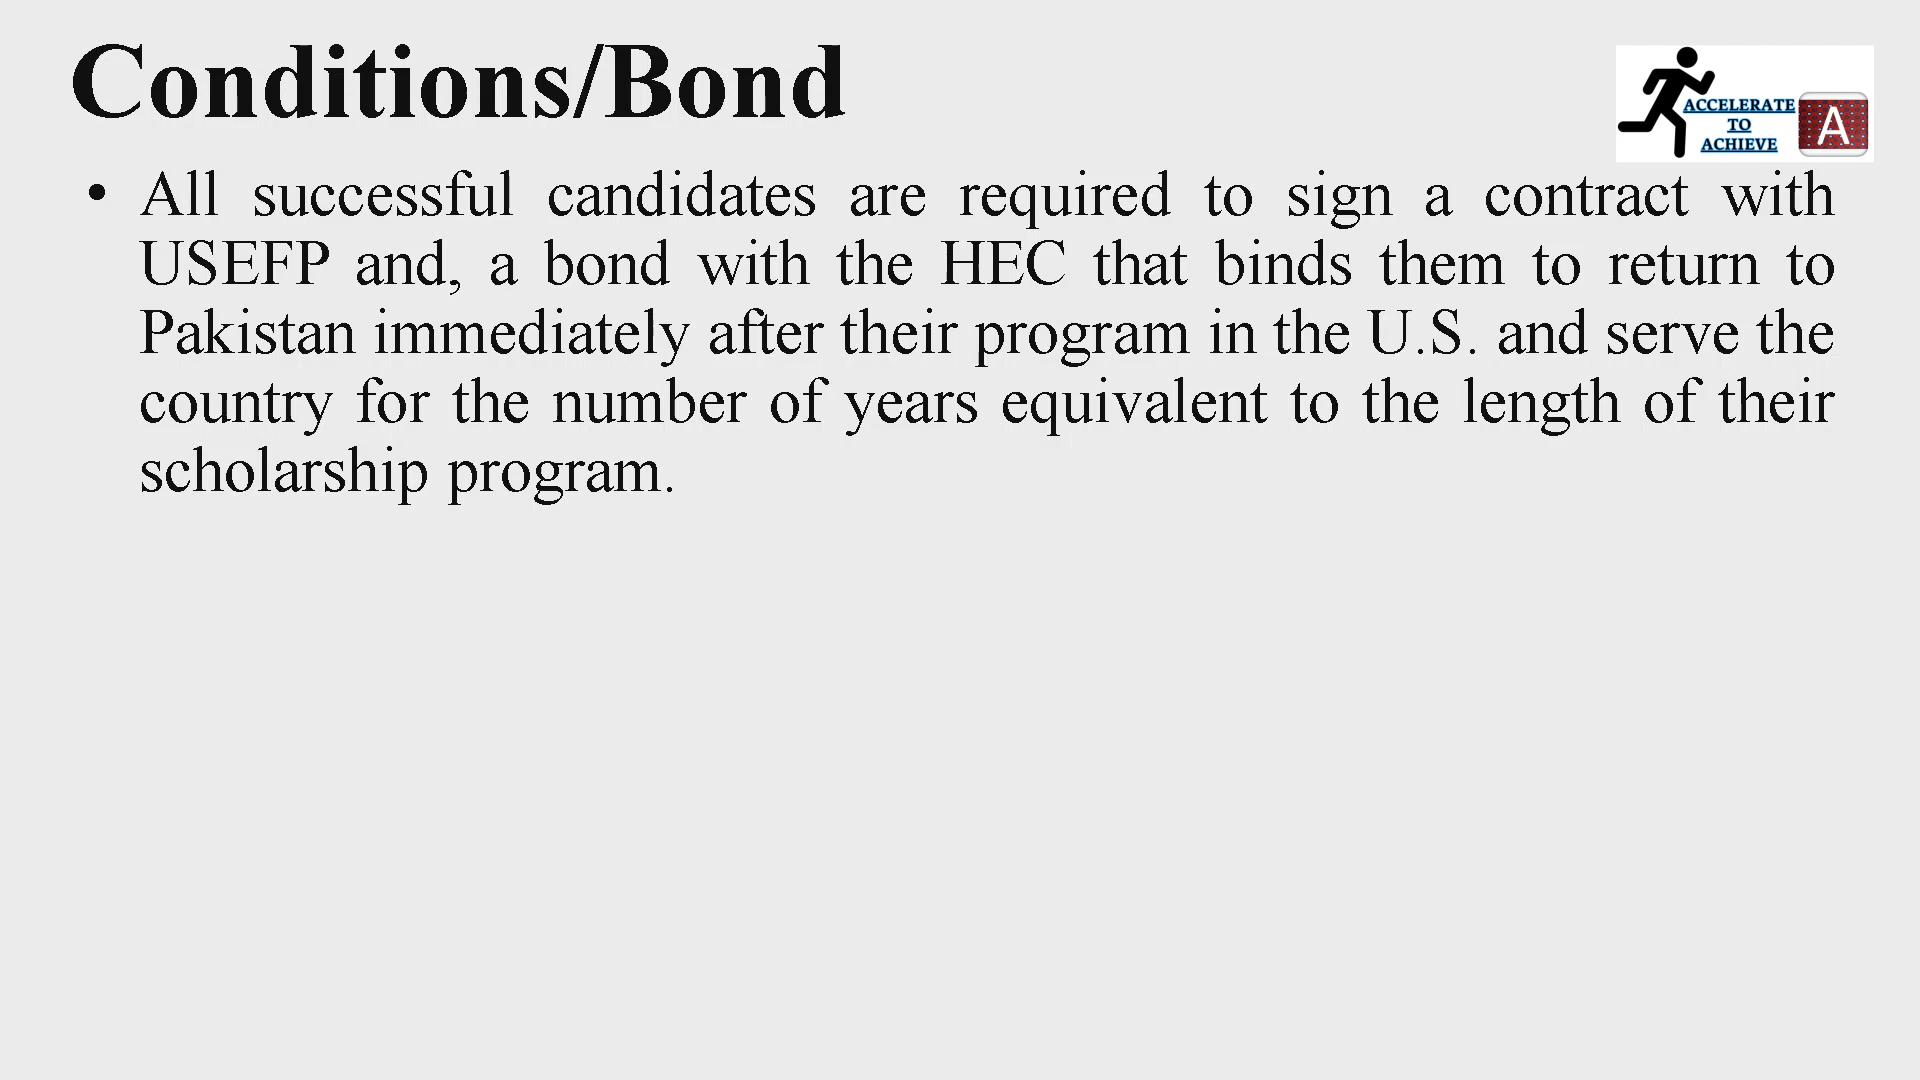 Conditions/Bond
ACCELERATE
TO
ACHIEVE
A
• All successful candidates are required to sign a contract with
USEFP and, a bond with the HEC that binds them to return to
Pakistan immediately after their program in the U.S. and serve the
country for the number of years equivalent to the length of their
scholarship program.